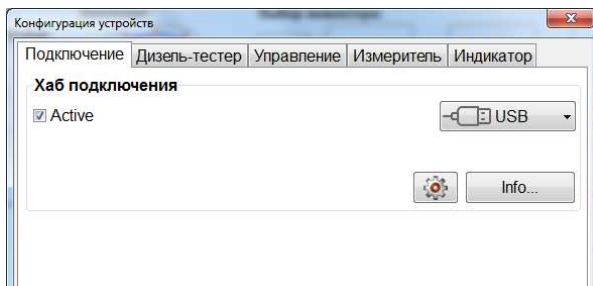 Конфигурация устройств
Подключение Дизель-тестер Управление Измеритель Индикатор
Хаб подключения
Active USB
Info...